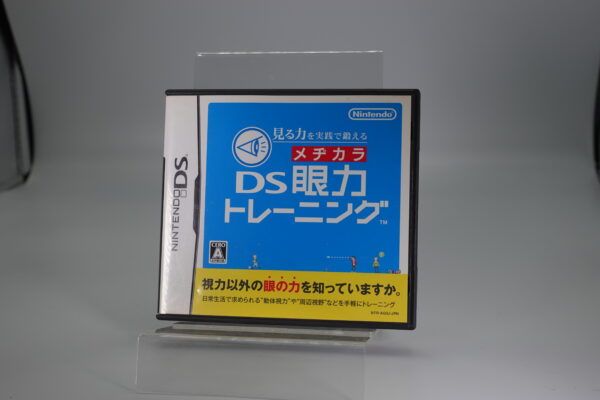 Nintendo
見る力を実践で鍛える
メヂカラ
DS眼力
トレーニング™
NINTENDO DS
CERO
A
視力以外の眼の力を知っていますか。
日常生活で求められる"動体視力"や"周辺視野"などを手軽にトレーニング